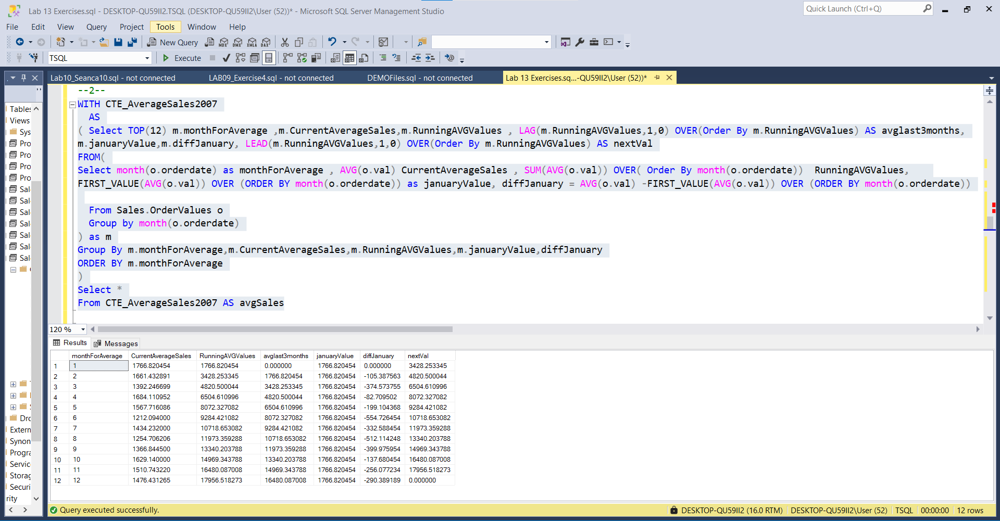 Lab 13 Exercises.sql - DESKTOP-QU59II2.TSQL (DESKTOP-QU59II2\User (52))* - Microsoft SQL Server Management Studio
Quick Launch (Ctrl+Q)
File Edit View Query Project Tools Window Help
New Query MDX DMX XMLA DAX
TSQL Execute
Lab10_Seanca10.sql - not connected LAB09_Exercise4.sql - not connected DEMOFiles.sql - not connected Lab 13 Exercises.sq...-QU59II2\User (52))*
Tables
Views
Sys
Pro
Pro
Pro
Pro
Sal
Sal
Sal
Sal
Sal
Sal
Sal
Dro
Extern
Synon
Progra
Servic
Storag
Securi
rity
--2--
WITH CTE_AverageSales2007
AS
( Select TOP(12) m.monthForAverage ,m.CurrentAverageSales,m.RunningAVGValues , LAG(m.RunningAVGValues,1,0) OVER(Order By m.RunningAVGValues) AS avglast3months,
m.januaryValue,m.diffJanuary, LEAD(m.RunningAVGValues,1,0) OVER(Order By m.RunningAVGValues) AS nextVal
FROM(
Select month(o.orderdate) as monthForAverage , AVG(o.val) CurrentAverageSales , SUM(AVG(o.val)) OVER( Order By month(o.orderdate)) RunningAVGValues,
FIRST_VALUE(AVG(o.val)) OVER (ORDER BY month(o.orderdate)) as januaryValue, diffJanuary = AVG(o.val) -FIRST_VALUE(AVG(o.val)) OVER (ORDER BY month(o.orderdate))
From Sales.OrderValues o
Group by month(o.orderdate)
) as m
Group By m.monthForAverage,m.CurrentAverageSales,m.RunningAVGValues,m.januaryValue,diffJanuary
ORDER BY m.monthForAverage
)
Select *
From CTE_AverageSales2007 AS avgSales
120 %
Results Messages
monthForAverage CurrentAverageSales RunningAVGValues avglast3months januaryValue diffJanuary nextVal
1 1 1766.820454 1766.820454 0.000000 1766.820454 0.000000 3428.253345
2 2 1661.432891 3428.253345 1766.820454 1766.820454 -105.387563 4820.500044
3 3 1392.246699 4820.500044 3428.253345 1766.820454 -374.573755 6504.610996
4 4 1684.110952 6504.610996 4820.500044 1766.820454 -82.709502 8072.327082
5 5 1567.716086 8072.327082 6504.610996 1766.820454 -199.104368 9284.421082
6 6 1212.094000 9284.421082 8072.327082 1766.820454 -554.726454 10718.653082
7 7 1434.232000 10718.653082 9284.421082 1766.820454 -332.588454 11973.359288
8 8 1254.706206 11973.359288 10718.653082 1766.820454 -512.114248 13340.203788
9 9 1366.844500 13340.203788 11973.359288 1766.820454 -399.975954 14969.343788
10 10 1629.140000 14969.343788 13340.203788 1766.820454 -137.680454 16480.087008
11 11 1510.743220 16480.087008 14969.343788 1766.820454 -256.077234 17956.518273
12 12 1476.431265 17956.518273 16480.087008 1766.820454 -290.389189 0.000000
Query executed successfully. DESKTOP-QU59II2 (16.0 RTM) DESKTOP-QU59II2\User (52) TSQL 00:00:00 12 rows